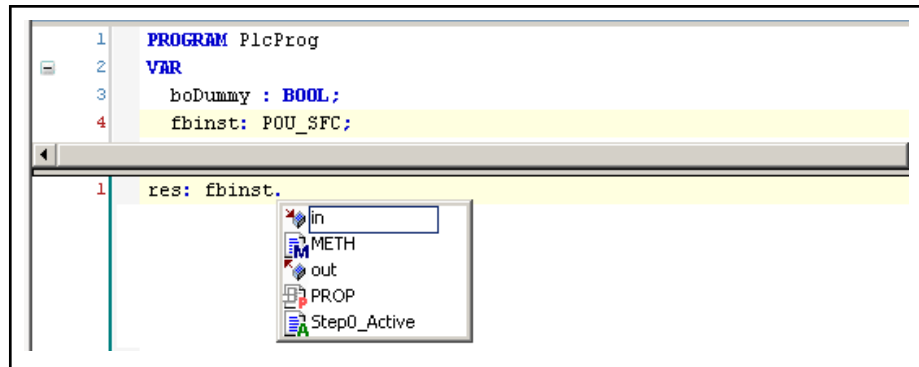 1 PROGRAM PlcProg
2 VAR
3 boDummy : BOOL;
4 fbinst: POU_SFC;
1 res: fbinst.
in
METH
out
PROP
Step0_Active